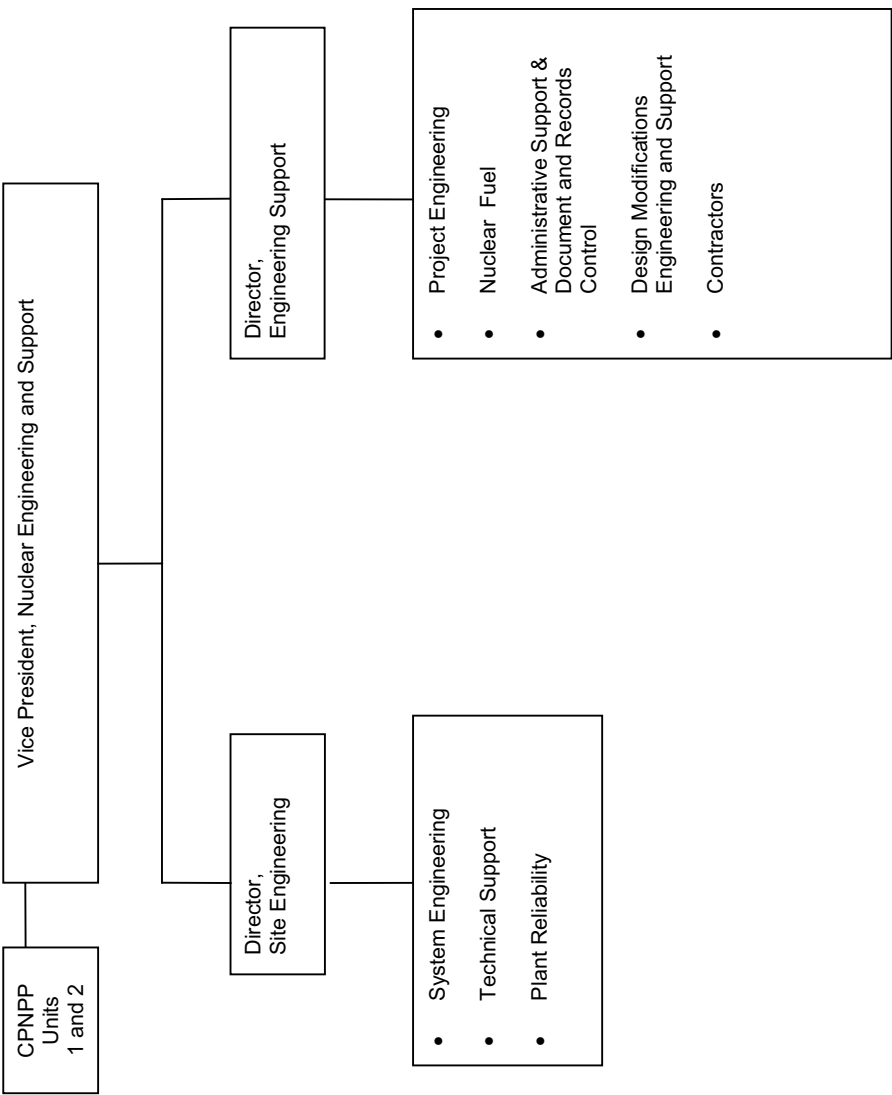 CPNPP
Units
1 and 2
Vice President, Nuclear Engineering and Support
Director,
Site Engineering
• System Engineering
• Technical Support
• Plant Reliability
Director,
Engineering Support
• Project Engineering
• Nuclear Fuel
• Administrative Support &
Document and Records
Control
• Design Modifications
Engineering and Support
• Contractors